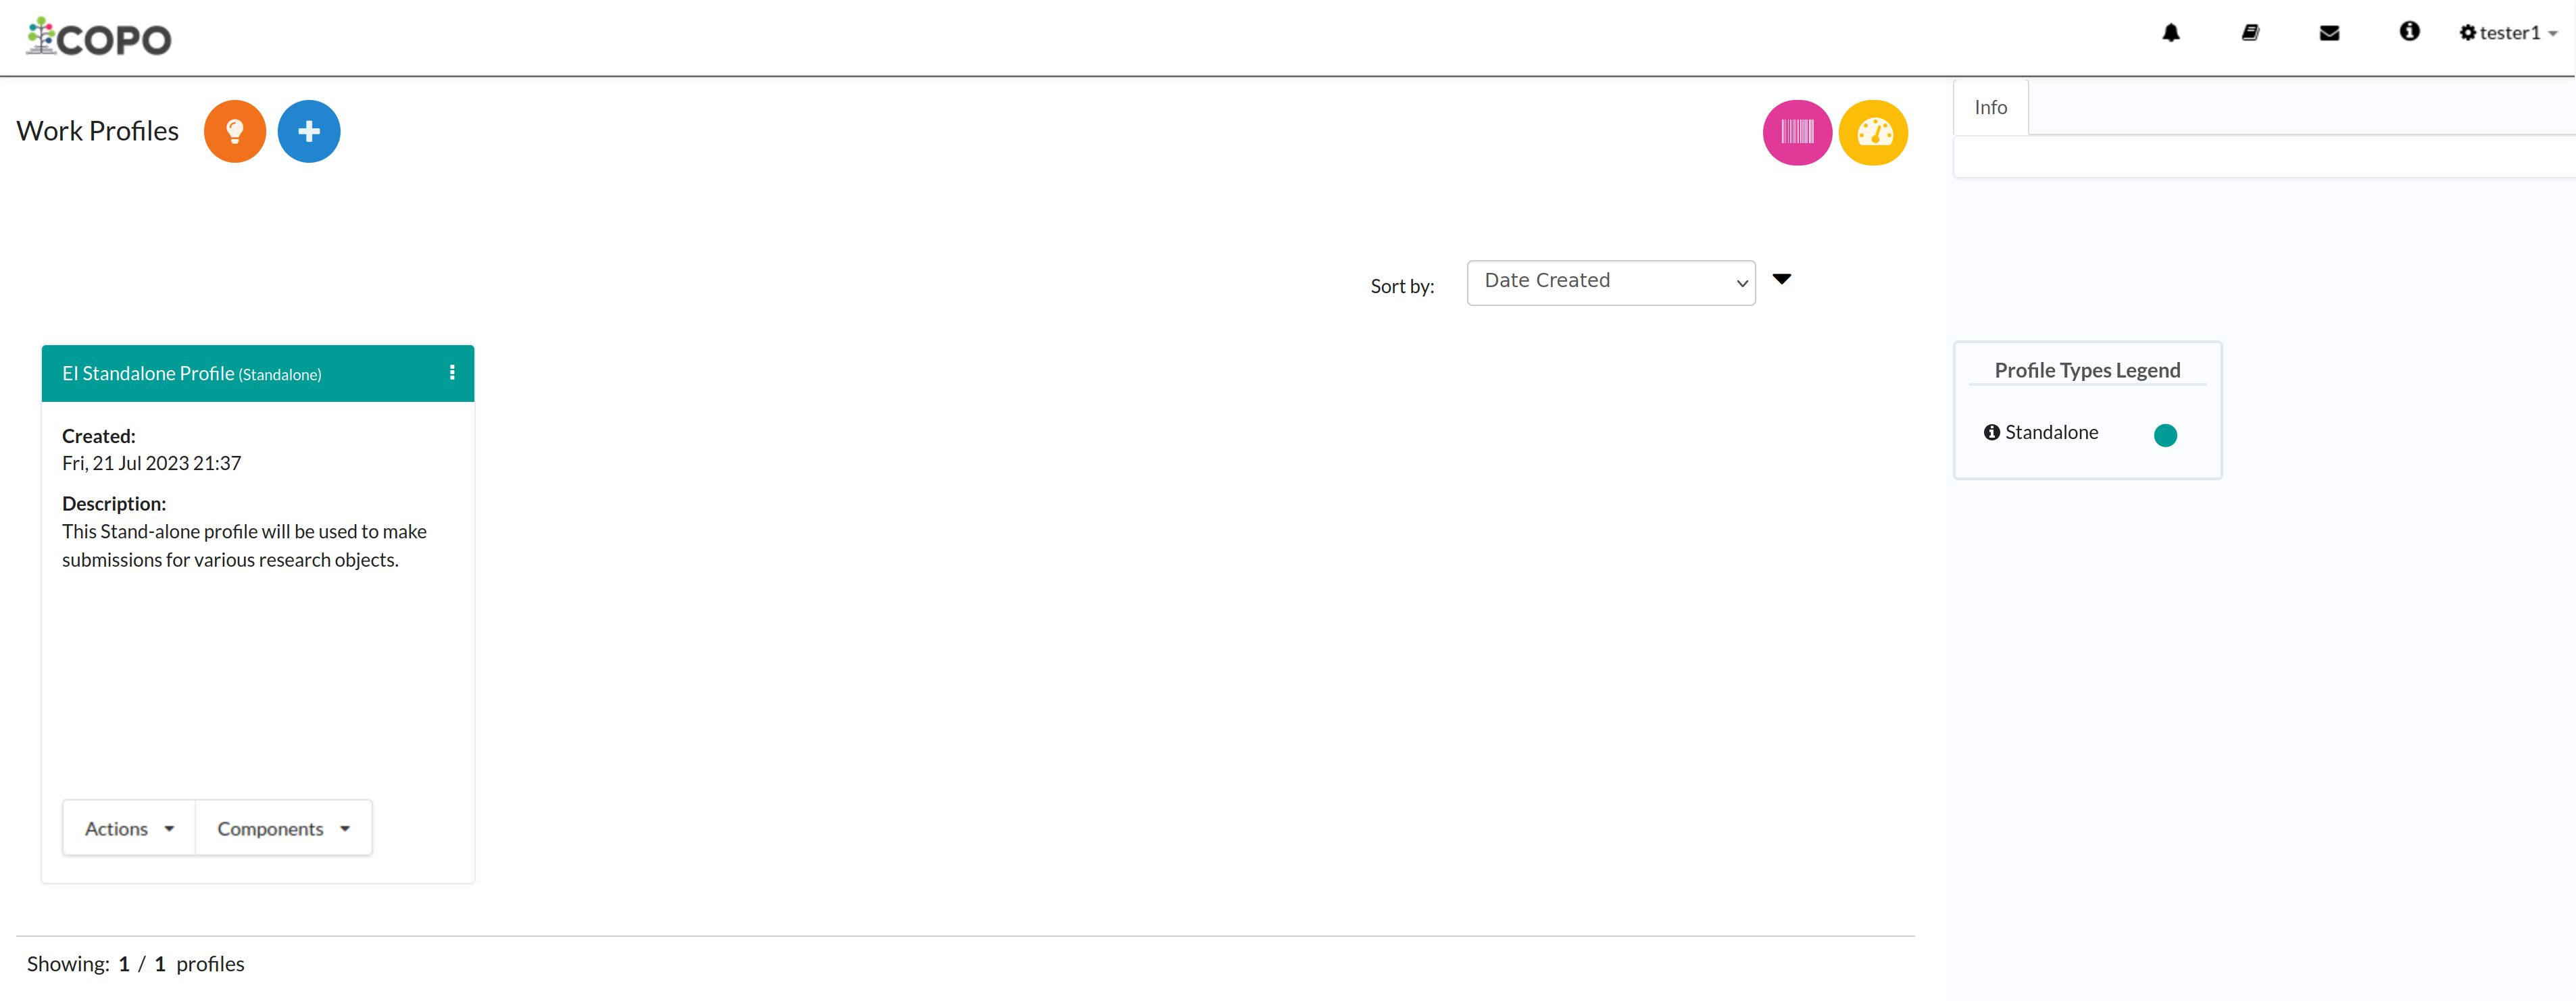 COPO
tester1
Work Profiles
Info
Sort by:
Date Created
EI Standalone Profile (Standalone)
Created:
Fri, 21 Jul 2023 21:37
Description:
This Stand-alone profile will be used to make
submissions for various research objects.
Actions
Components
Profile Types Legend
Standalone
Showing: 1 / 1 profiles